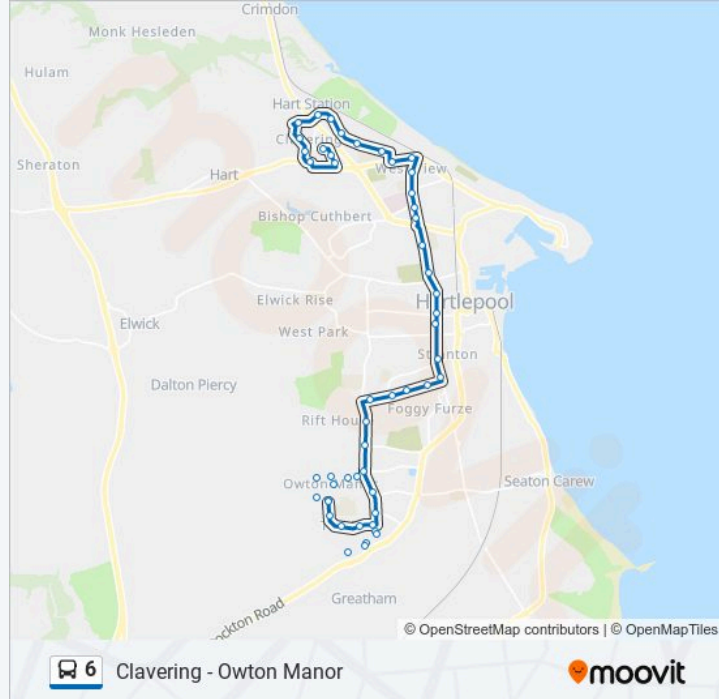 Crimdon
Monk Hesleden
Hulam
Hart Station
Clavering
Sheraton
Hart
West View
Bishop Cuthbert
Elwick Rise
Hartlepool
Elwick
West Park
Stranton
Dalton Piercy
Foggy Furze
Rift House
Owton Manor
Seaton Carew
Greatham
ockton Road
© OpenStreetMap contributors | © OpenMapTiles
6 Clavering - Owton Manor
moovit